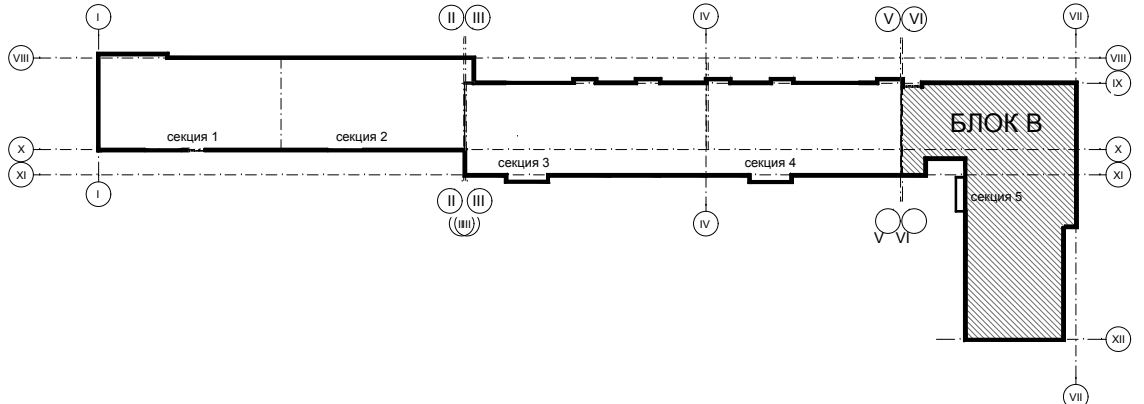 I
II III
IV
V VI
VII
VIII
VIII
IX
БЛОК В
секция 1
секция 2
X
X
секция 3
секция 4
XI
XI
секция 5
I
II III
IV
V VI
XII
VII